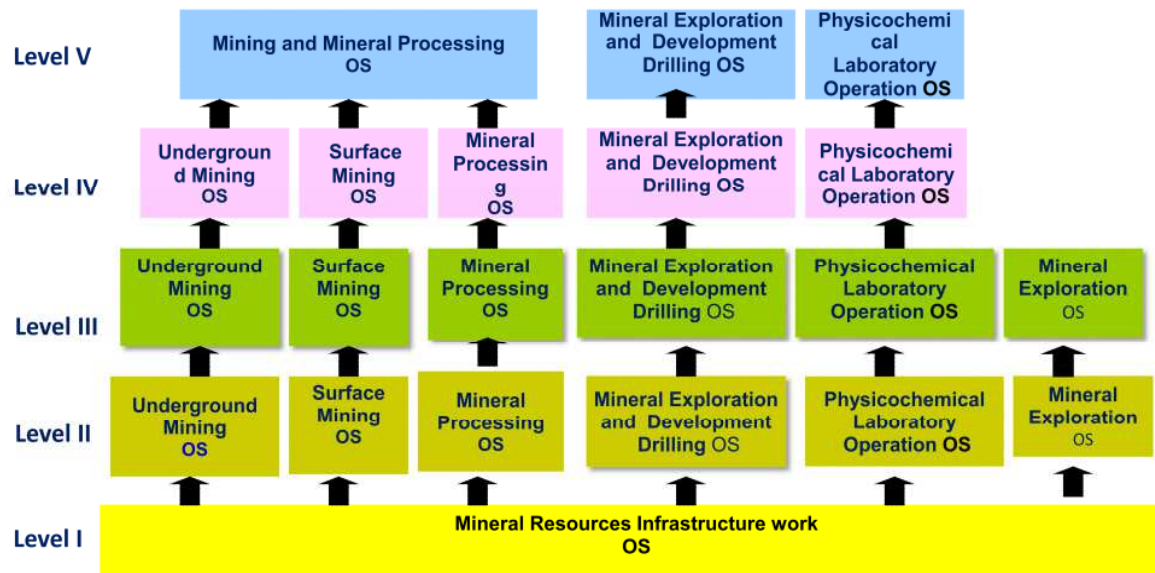 Level V
Mining and Mineral Processing
OS
Mineral Exploration
and Development
Drilling OS
Physicochemi
cal
Laboratory
Operation OS
Level IV
Undergroun
d Mining
OS
Surface
Mining
OS
Mineral
Processin
g
OS
Mineral Exploration
and Development
Drilling OS
Physicochemi
cal Laboratory
Operation OS
Level III
Underground
Mining
OS
Surface
Mining
OS
Mineral
Processing
OS
Mineral Exploration
and Development
Drilling OS
Physicochemical
Laboratory
Operation OS
Mineral
Exploration
OS
Level II
Underground
Mining
OS
Surface
Mining
OS
Mineral
Processing
OS
Mineral Exploration
and Development
Drilling OS
Physicochemical
Laboratory
Operation OS
Mineral
Exploration
OS
Level I
Mineral Resources Infrastructure work
OS